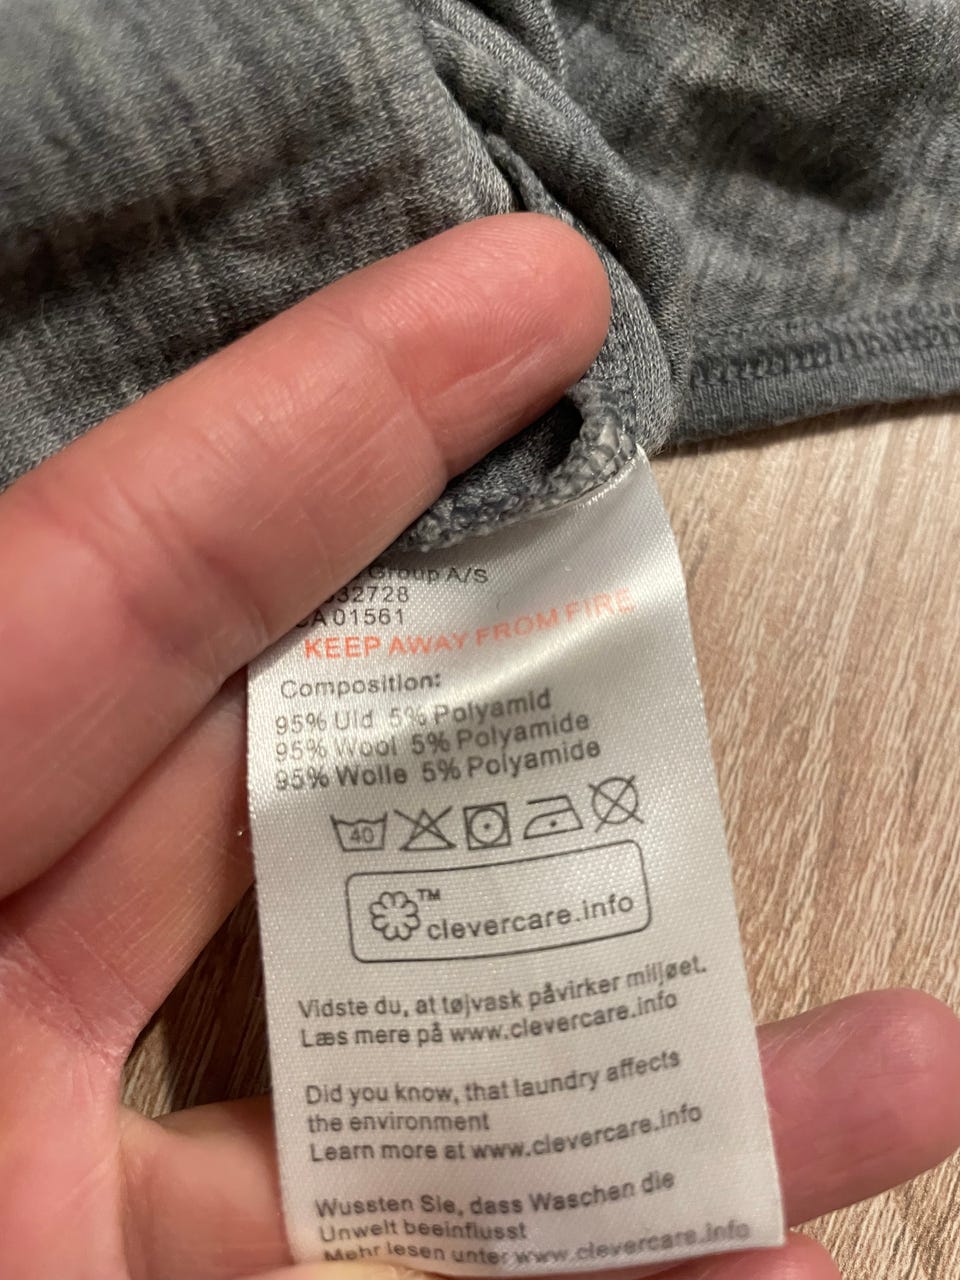 Group A/S
32728
CA 01561
KEEP AWAY FROM FIRE
Composition:
95% Uld 5% Polyamid
95% Wool 5% Polyamide
95% Wolle 5% Polyamide
40
™
clevercare.info
Vidste du, at tøjvask påvirker miljøet.
Læs mere på www.clevercare.info
Did you know, that laundry affects
the environment
Learn more at www.clevercare.info
Wussten Sie, dass Waschen die
Unwelt beeinflusst
Mehr lesen unter www.clevercare.info